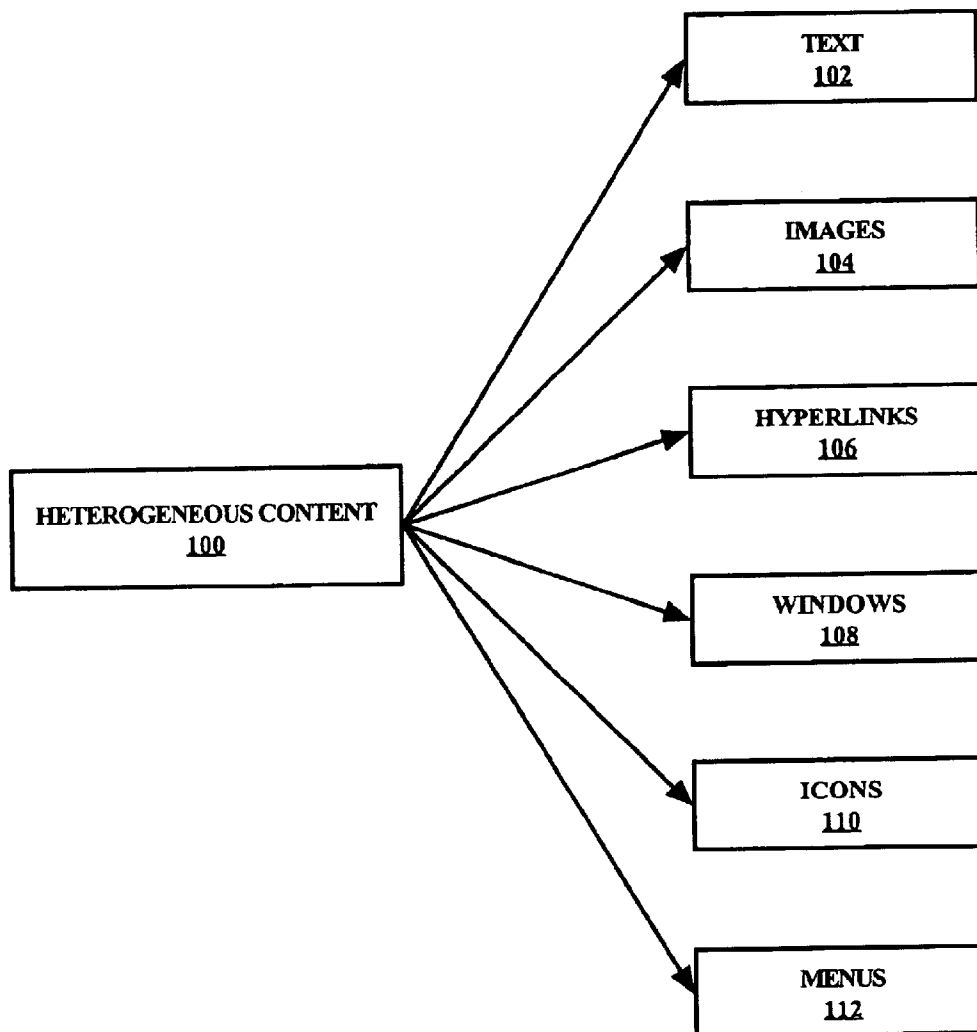 TEXT
102
IMAGES
104
HYPERLINKS
106
HETEROGENEOUS CONTENT
100
WINDOWS
108
ICONS
110
MENUS
112